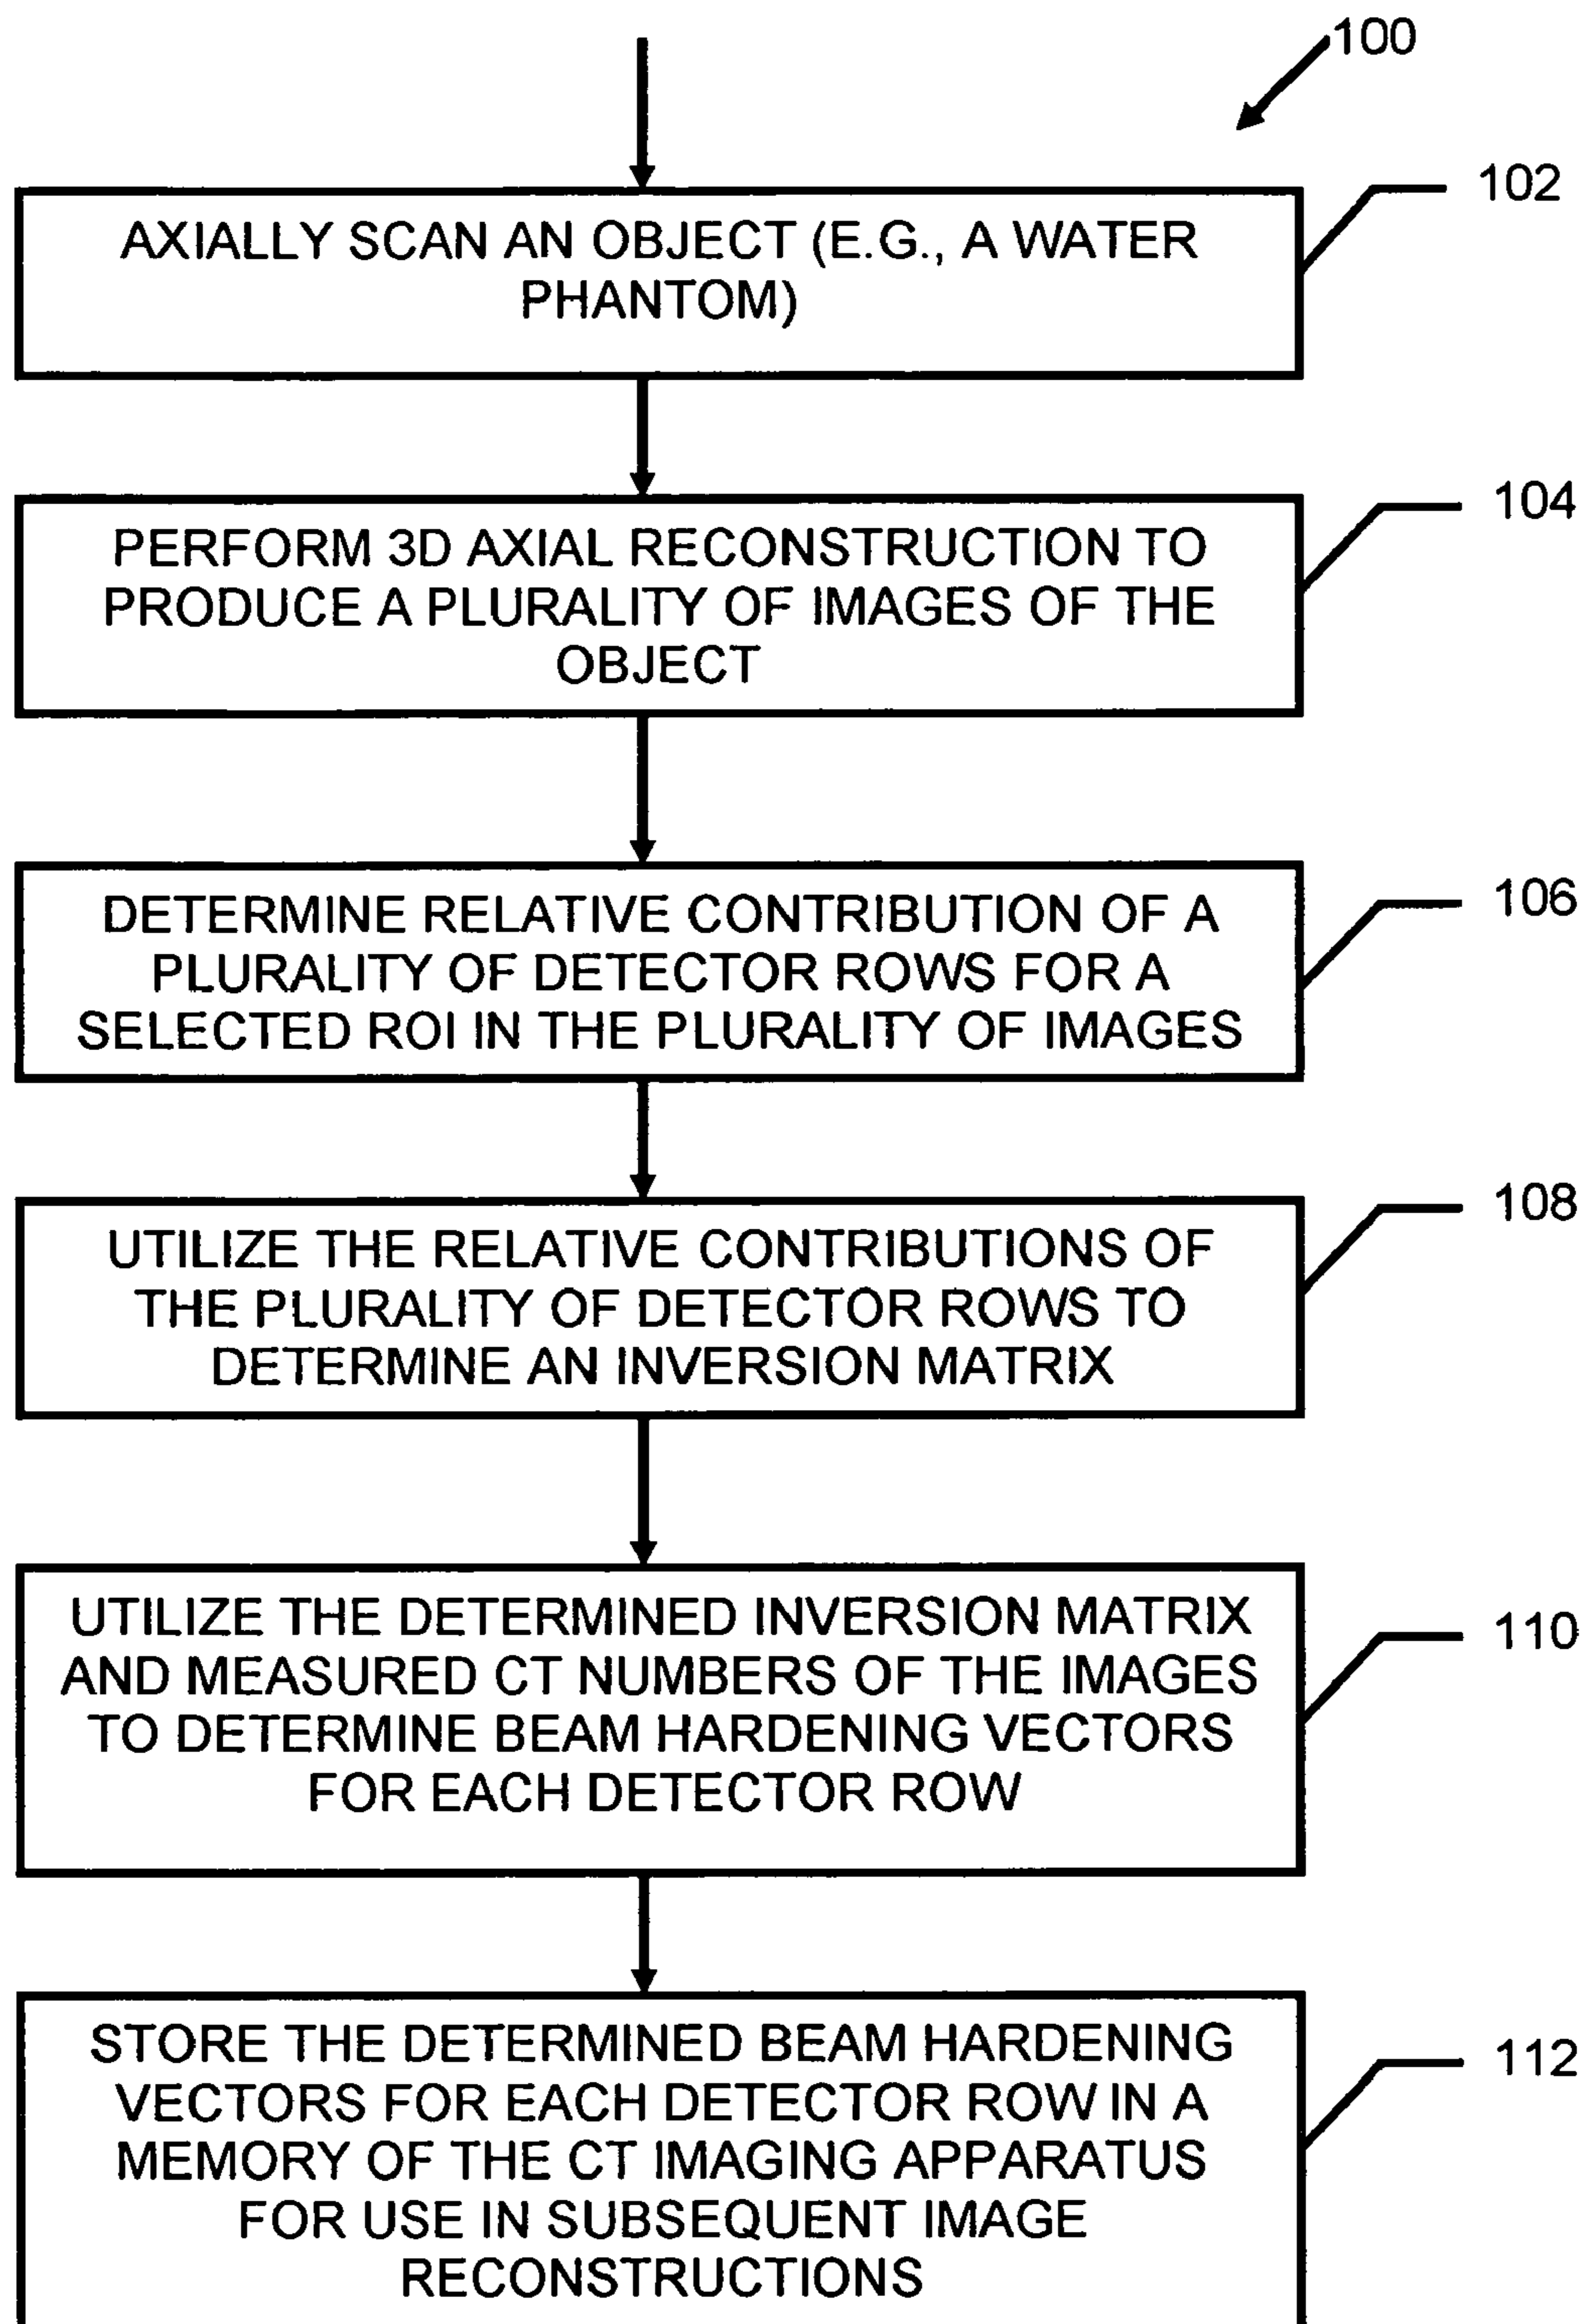 100
102
AXIALLY SCAN AN OBJECT (E.G., A WATER
PHANTOM)
104
PERFORM 3D AXIAL RECONSTRUCTION TO
PRODUCE A PLURALITY OF IMAGES OF THE
OBJECT
106
DETERMINE RELATIVE CONTRIBUTION OF A
PLURALITY OF DETECTOR ROWS FOR A
SELECTED ROI IN THE PLURALITY OF IMAGES
108
UTILIZE THE RELATIVE CONTRIBUTIONS OF
THE PLURALITY OF DETECTOR ROWS TO
DETERMINE AN INVERSION MATRIX
110
UTILIZE THE DETERMINED INVERSION MATRIX
AND MEASURED CT NUMBERS OF THE IMAGES
TO DETERMINE BEAM HARDENING VECTORS
FOR EACH DETECTOR ROW
112
STORE THE DETERMINED BEAM HARDENING
VECTORS FOR EACH DETECTOR ROW IN A
MEMORY OF THE CT IMAGING APPARATUS
FOR USE IN SUBSEQUENT IMAGE
RECONSTRUCTIONS